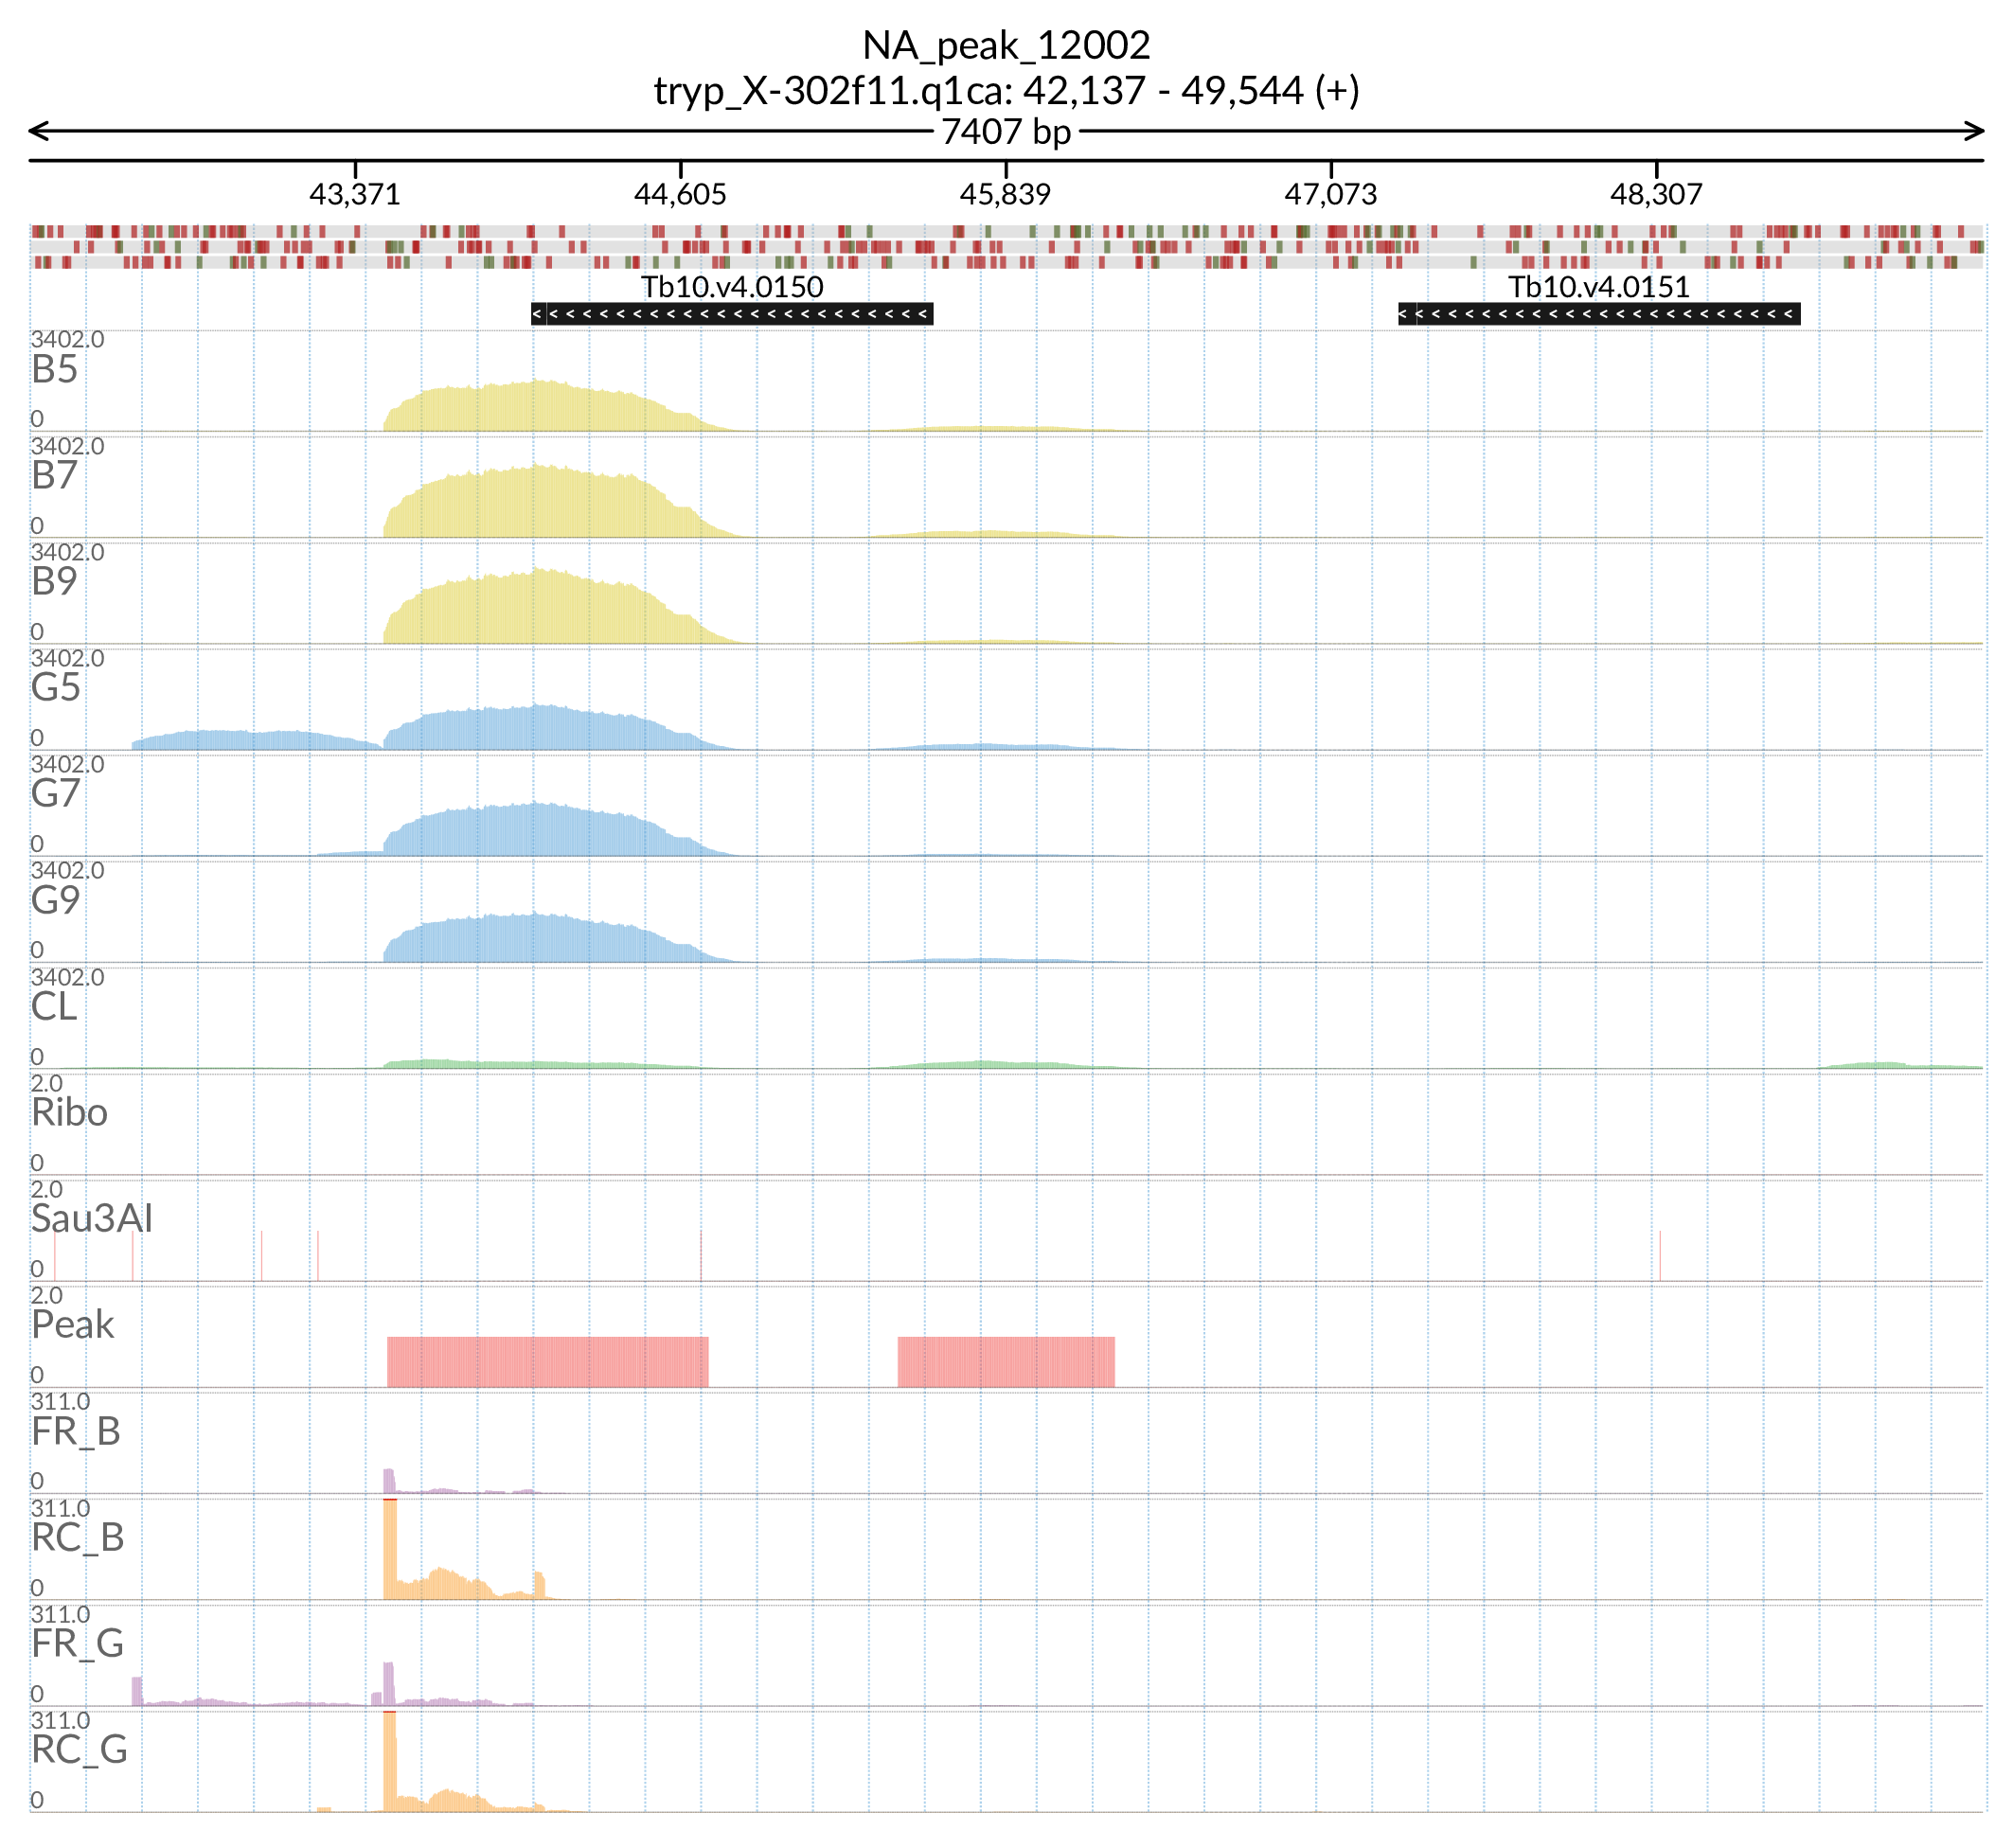 NA_peak_12002
tryp_X-302f11.q1ca: 42,137 - 49,544 (+)
7407 bp
43,371 44,605 45,839 47,073 48,307
Tb10.v4.0150 Tb10.v4.0151
3402.0
B5
0
3402.0
B7
0
3402.0
B9
0
3402.0
G5
0
3402.0
G7
0
3402.0
G9
0
3402.0
CL
0
2.0
Ribo
0
2.0
Sau3AI
0
2.0
Peak
0
311.0
FR_B
0
311.0
RC_B
0
311.0
FR_G
0
311.0
RC_G
0